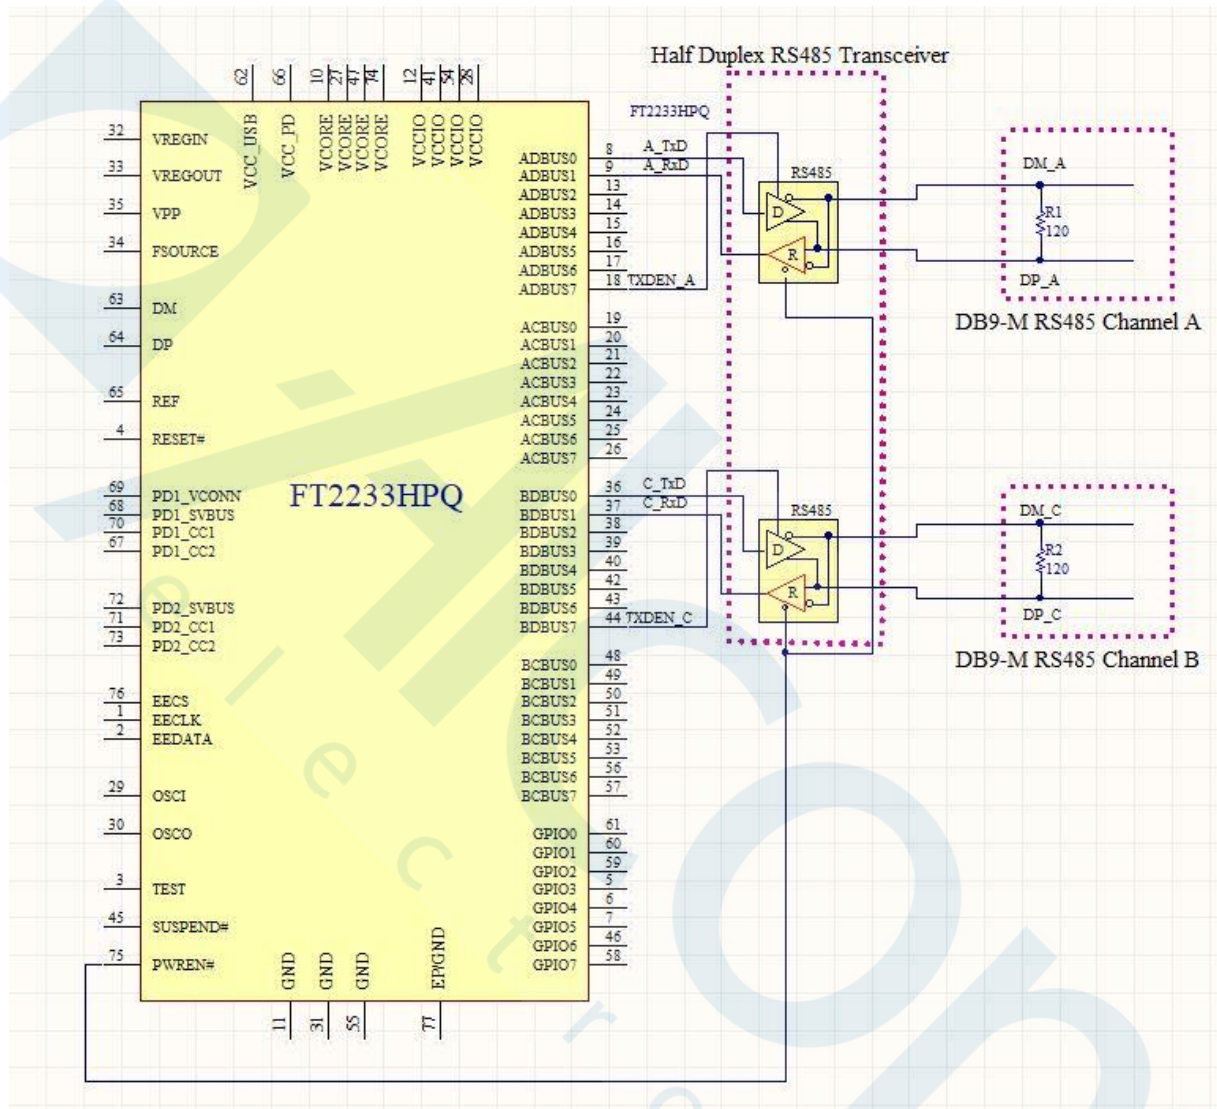 Half Duplex RS485 Transceiver
62
66
10
27
47
74
12
41
54
28
FT2233HPQ
VCC_USB
VCC_PD
VCORE
VCORE
VCORE
VCORE
VCCIO
VCCIO
VCCIO
VCCIO
32 VREGIN
33 VREGOUT
35 VPP
34 FSOURCE
63 DM
64 DP
65 REF
4 RESET#
69 PD1_VCONN
68 PD1_SVBUS
70 PD1_CC1
67 PD1_CC2
72 PD2_SVBUS
71 PD2_CC1
73 PD2_CC2
76 EECS
1 EECLK
2 EEDATA
29 OSCI
30 OSCO
3 TEST
45 SUSPEND#
75 PWREN#
FT2233HPQ
ADBUS0 8 A_TxD
ADBUS1 9 A_RxD
ADBUS2 13
ADBUS3 14
ADBUS4 15
ADBUS5 16
ADBUS6 17
ADBUS7 18 TXDEN_A
ACBUS0 19
ACBUS1 20
ACBUS2 21
ACBUS3 22
ACBUS4 23
ACBUS5 24
ACBUS6 25
ACBUS7 26
BDBUS0 36 C_TxD
BDBUS1 37 C_RxD
BDBUS2 38
BDBUS3 39
BDBUS4 40
BDBUS5 42
BDBUS6 43
BDBUS7 44 TXDEN_C
BCBUS0 48
BCBUS1 49
BCBUS2 50
BCBUS3 51
BCBUS4 52
BCBUS5 53
BCBUS6 56
BCBUS7 57
GPIO0 61
GPIO1 60
GPIO2 59
GPIO3 5
GPIO4 6
GPIO5 7
GPIO6 46
GPIO7 58
GND
GND
GND
EP/GND
11
31
55
77
RS485
D
R
DM_A
R1
120
DP_A
DB9-M RS485 Channel A
RS485
D
R
DM_C
R2
120
DP_C
DB9-M RS485 Channel B